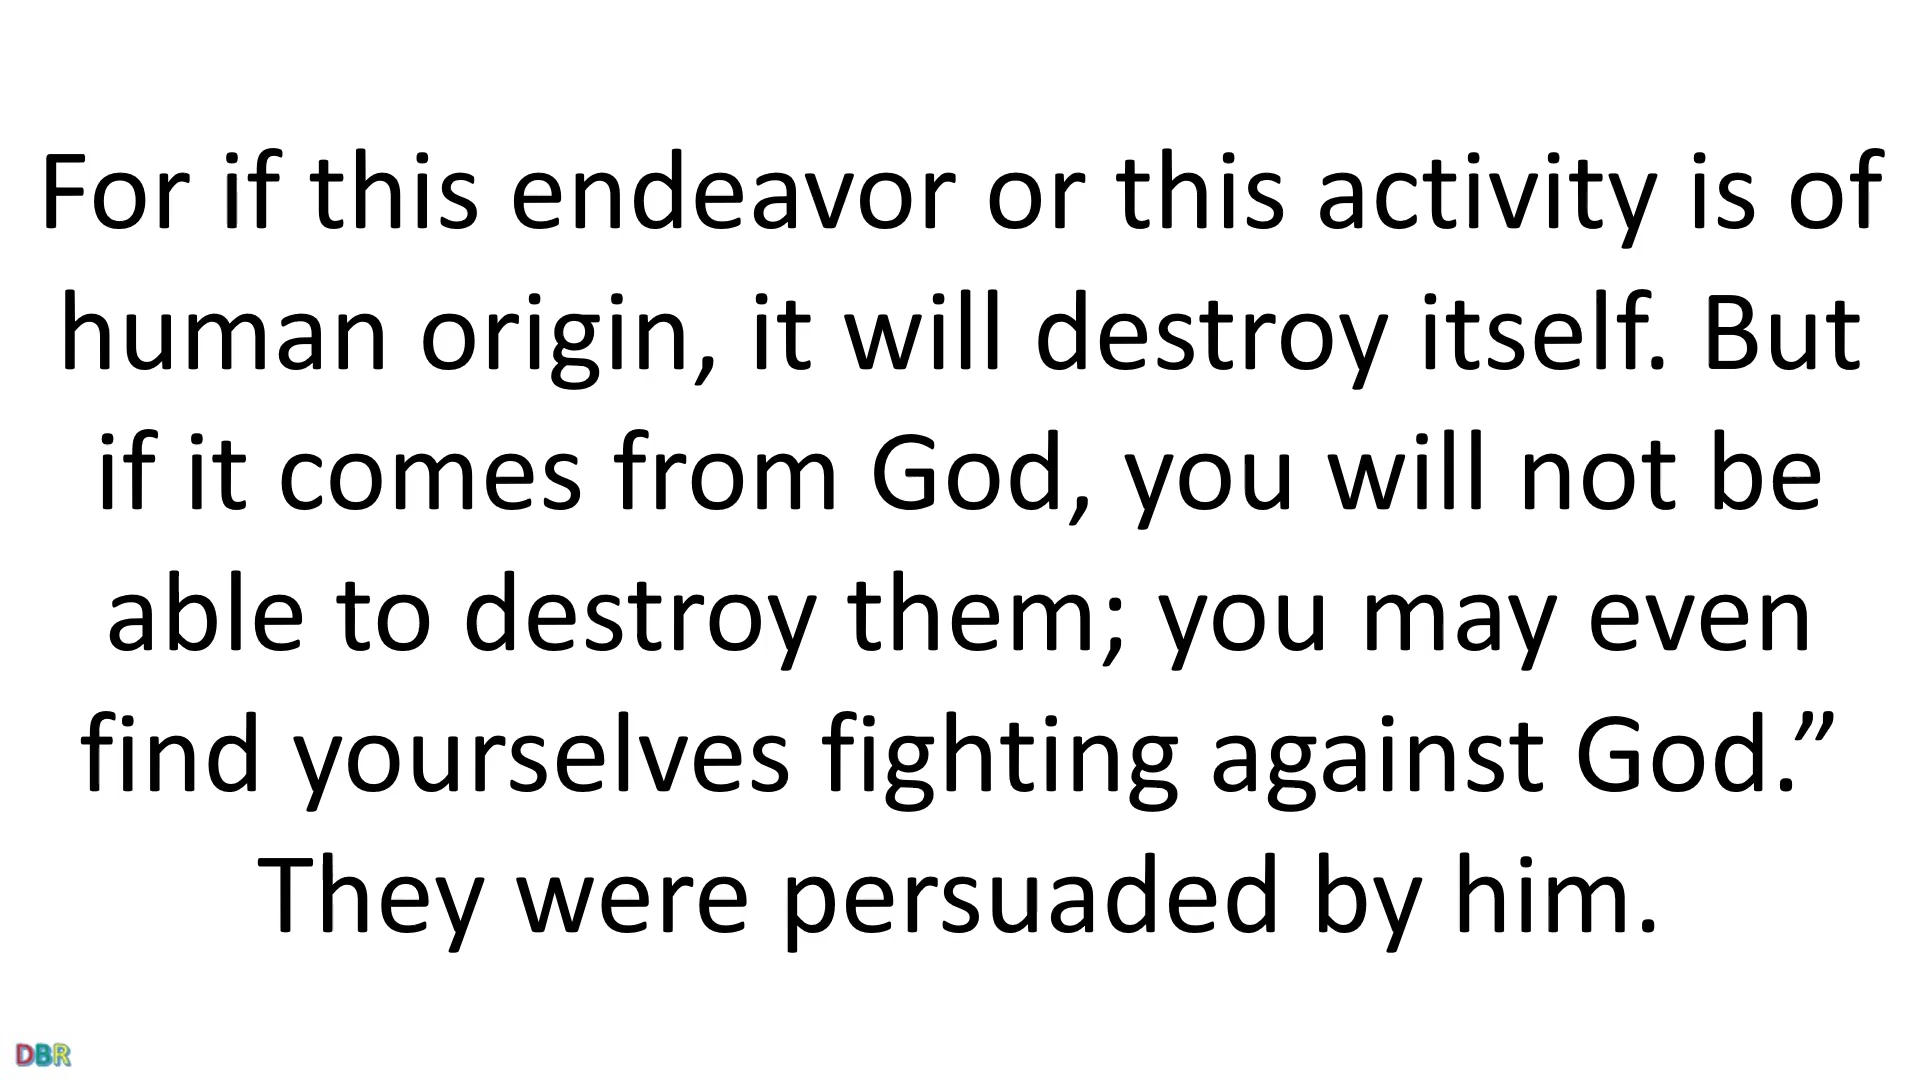 For if this endeavor or this activity is of
human origin, it will destroy itself. But
if it comes from God, you will not be
able to destroy them; you may even
find yourselves fighting against God.”
They were persuaded by him.
DBR